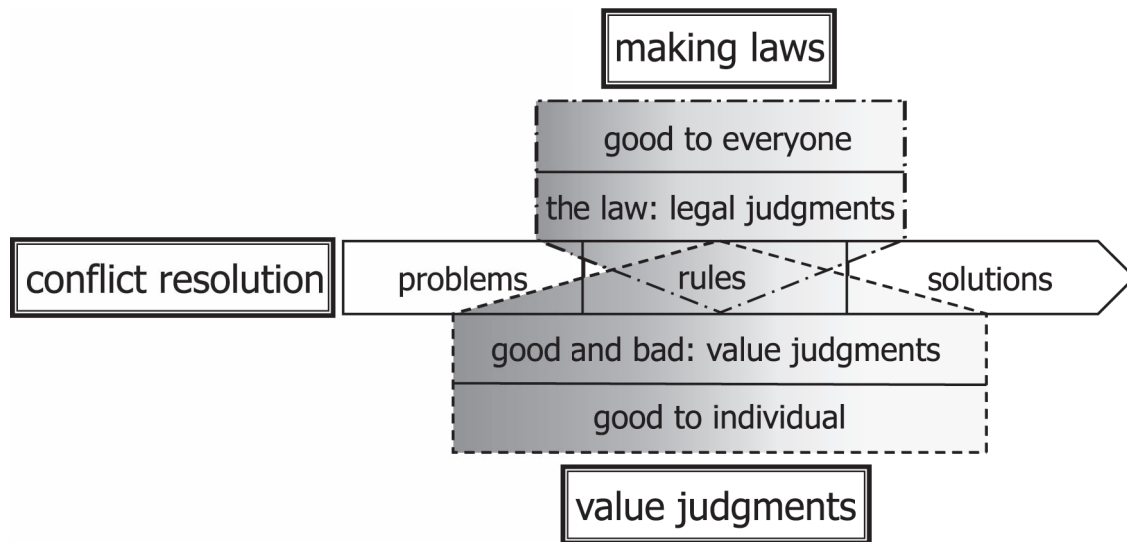 making laws
good to everyone
the law: legal judgments
conflict resolution
problems
rules
solutions
good and bad: value judgments
good to individual
value judgments